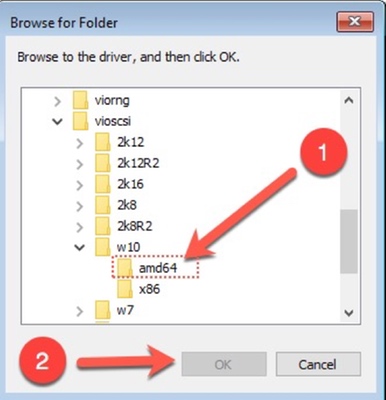 Browse for Folder
Browse to the driver, and then click OK.
viorng
vioscsi
2k12
2k12R2
2k16
2k8
2k8R2
w10
amd64
x86
w7
1
2
OK
Cancel